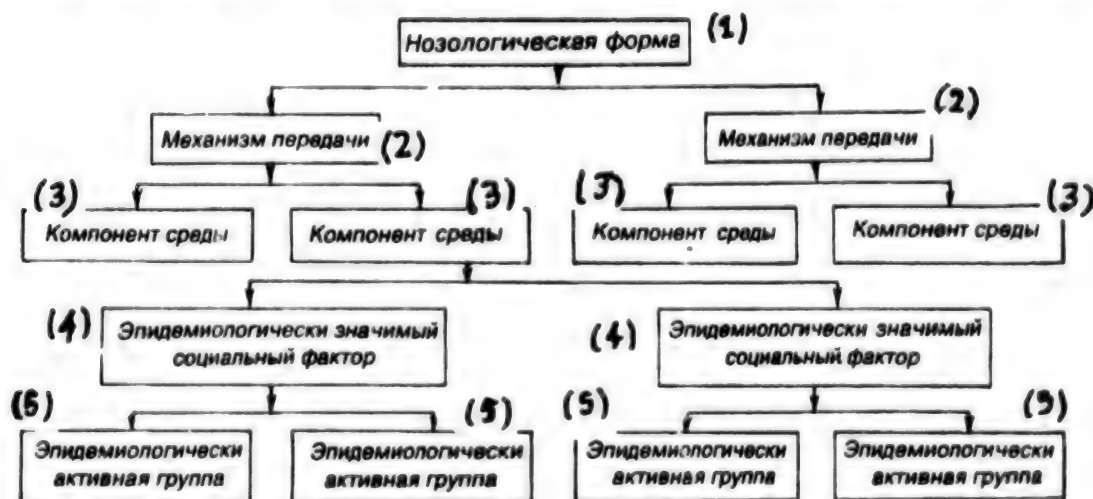 Нозологическая форма (1)
(2)
Механизм передачи (2) Механизм передачи
(3) (3) (3) (3)
Компонент среды Компонент среды Компонент среды Компонент среды
(4) Эпидемиологически значимый (4) Эпидемиологически значимый
социальный фактор социальный фактор
(5) (5) (5) (5)
Эпидемиологически Эпидемиологически Эпидемиологически Эпидемиологически
активная группа активная группа активная группа активная группа